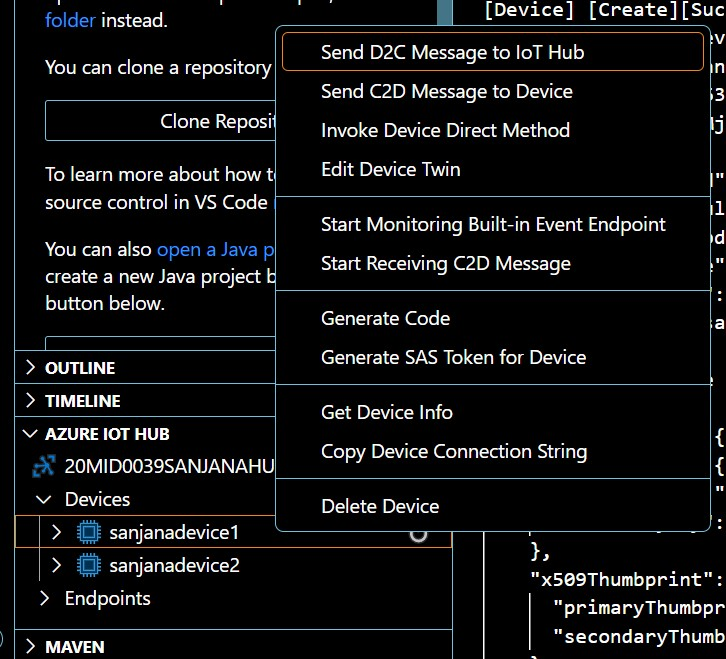 folder instead.
You can clone a repository
Clone Reposit
To learn more about how to
source control in VS Code
You can also open a Java p
create a new Java project b
button below.
OUTLINE
TIMELINE
AZURE IOT HUB
20MID0039SANJANAHU
Devices
sanjanadevice1
sanjanadevice2
Endpoints
MAVEN
Send D2C Message to IoT Hub
Send C2D Message to Device
Invoke Device Direct Method
Edit Device Twin
Start Monitoring Built-in Event Endpoint
Start Receiving C2D Message
Generate Code
Generate SAS Token for Device
Get Device Info
Copy Device Connection String
Delete Device
[Device] [Create][Suc
},
"x509Thumbprint":
"primaryThumbpr
"secondaryThumb